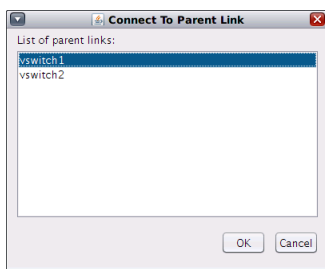 Connect To Parent Link
List of parent links:
vswitch1
vswitch2
OK Cancel